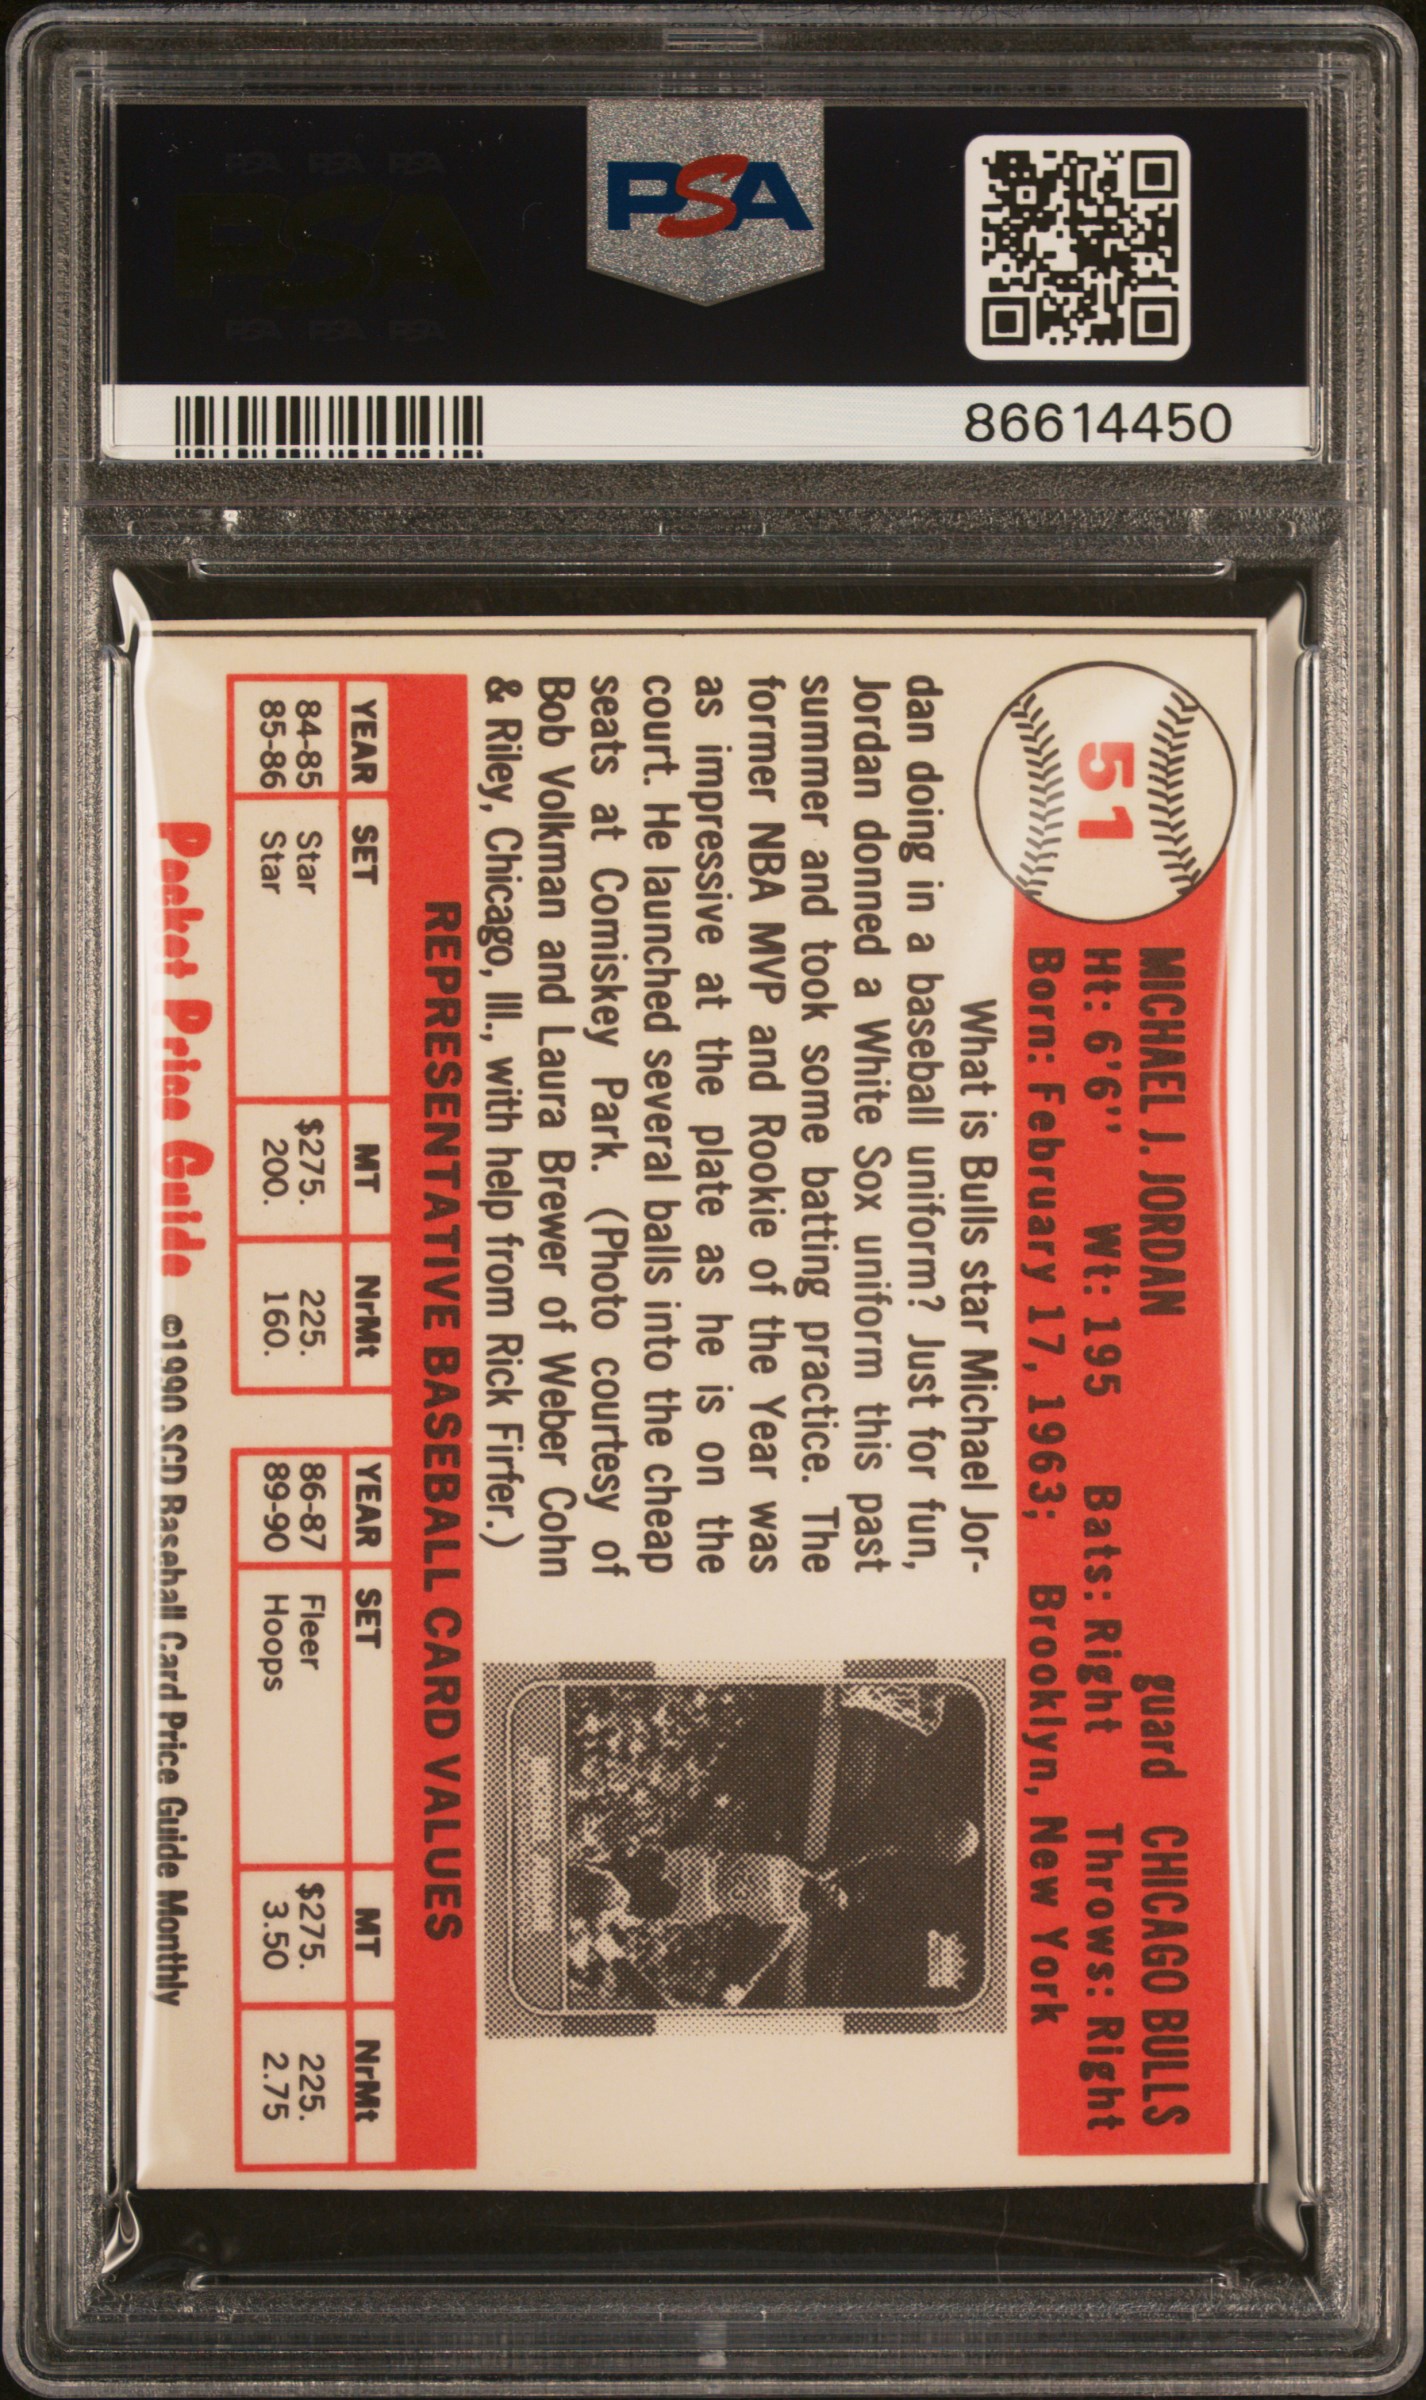 PSA PSA PSA
PSA
PSA PSA PSA
PSA
86614450
51
MICHAEL J. JORDAN guard CHICAGO BULLS
Ht: 6'6'' Wt: 195 Bats: Right Throws: Right
Born: February 17, 1963; Brooklyn, New York
What is Bulls star Michael Jor-
dan doing in a baseball uniform? Just for fun,
Jordan donned a White Sox uniform this past
summer and took some batting practice. The
former NBA MVP and Rookie of the Year was
as impressive at the plate as he is on the
court. He launched several balls into the cheap
seats at Comiskey Park. (Photo courtesy of
Bob Volkman and Laura Brewer of Weber Cohn
& Riley, Chicago, Ill., with help from Rick Firfer.)
REPRESENTATIVE BASEBALL CARD VALUES
YEAR SET MT NrMt YEAR SET MT NrMt
84-85 Star $275. 225. 86-87 Fleer $275. 225.
85-86 Star 200. 160. 89-90 Hoops 3.50 2.75
Pocket Price Guide ©1990 SCD Baseball Card Price Guide Monthly